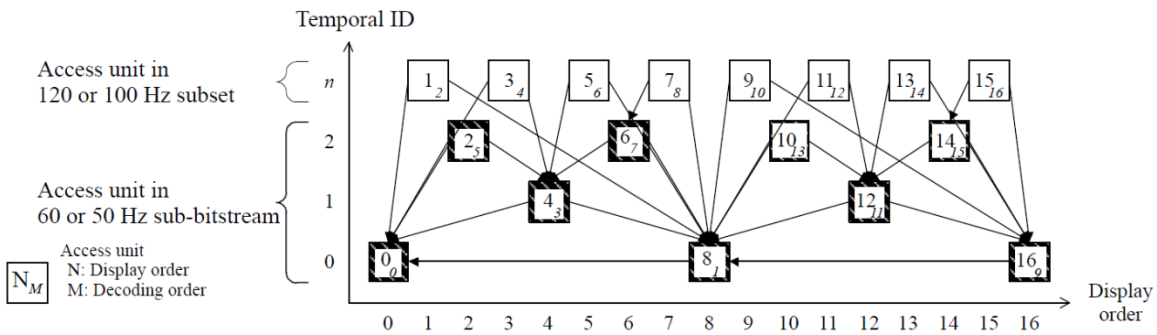 Temporal ID
Access unit in
120 or 100 Hz subset
n
1 2 3 4 5 6 7 8 9 10 11 12 13 14 15 16
2
2 5 6 7 10 13 14 15
Access unit in
60 or 50 Hz sub-bitstream
1
4 3 12 11
0
0 0 8 1 16 9
N M
Access unit
N: Display order
M: Decoding order
0 1 2 3 4 5 6 7 8 9 10 11 12 13 14 15 16
Display
order